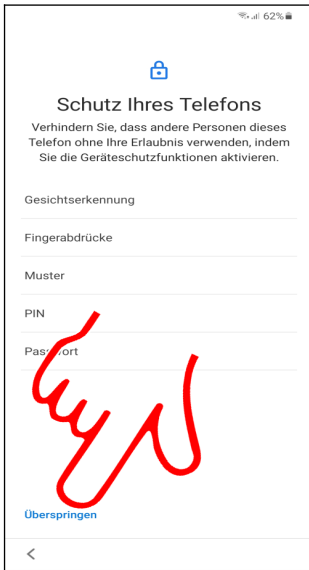 62%
Schutz Ihres Telefons
Verhindern Sie, dass andere Personen dieses
Telefon ohne Ihre Erlaubnis verwenden, indem
Sie die Geräteschutzfunktionen aktivieren.
Gesichtserkennung
Fingerabdrücke
Muster
PIN
Passwort
Überspringen